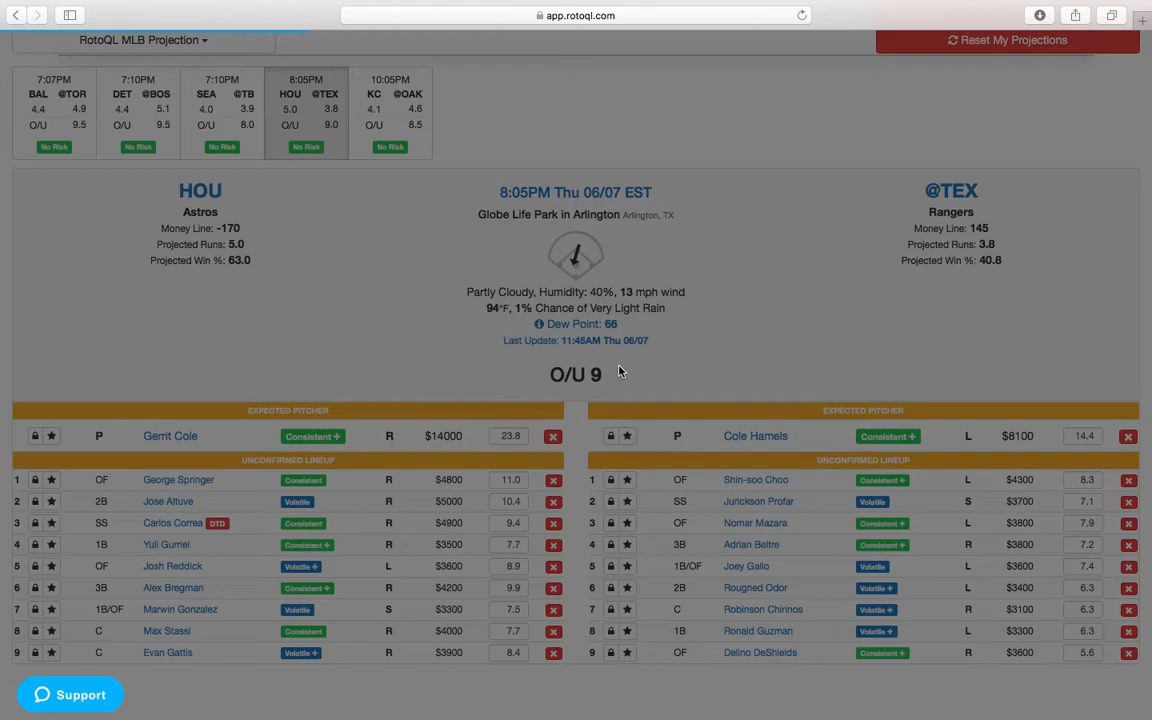 app.rotoql.com
RotoQL MLB Projection
Reset My Projections
7:07PM 7:10PM 7:10PM 8:05PM 10:05PM
BAL @TOR DET @BOS SEA @TB HOU @TEX KC @OAK
4.4 4.9 4.4 5.1 4.0 3.9 5.0 3.8 4.1 4.6
O/U 9.5 O/U 9.5 O/U 8.0 O/U 9.0 O/U 8.5
No Risk No Risk No Risk No Risk No Risk
HOU
Astros
Money Line: -170
Projected Runs: 5.0
Projected Win %: 63.0
8:05PM Thu 06/07 EST
Globe Life Park in Arlington Arlington, TX
Partly Cloudy, Humidity: 40%, 13 mph wind
94°F, 1% Chance of Very Light Rain
Dew Point: 66
Last Update: 11:45AM Thu 06/07
O/U 9
@TEX
Rangers
Money Line: 145
Projected Runs: 3.8
Projected Win %: 40.8
EXPECTED PITCHER
P Gerrit Cole Consistent + R $14000 23.8
UNCONFIRMED LINEUP
1 OF George Springer Consistent R $4800 11.0
2 2B Jose Altuve Volatile R $5000 10.4
3 SS Carlos Correa DTD Consistent R $4900 9.4
4 1B Yuli Gurriel Consistent + R $3500 7.7
5 OF Josh Reddick Volatile + L $3600 8.9
6 3B Alex Bregman Consistent + R $4200 9.9
7 1B/OF Marwin Gonzalez Volatile S $3300 7.5
8 C Max Stassi Consistent R $4000 7.7
9 C Evan Gattis Volatile + R $3900 8.4
EXPECTED PITCHER
P Cole Hamels Consistent + L $8100 14.4
UNCONFIRMED LINEUP
1 OF Shin-soo Choo Consistent + L $4300 8.3
2 SS Jurickson Profar Volatile S $3700 7.1
3 OF Nomar Mazara Consistent + L $3800 7.9
4 3B Adrian Beltre Consistent + R $3800 7.2
5 1B/OF Joey Gallo Volatile L $3600 7.4
6 2B Rougned Odor Volatile + L $3400 6.3
7 C Robinson Chirinos Volatile + R $3100 6.3
8 1B Ronald Guzman Volatile + L $3300 6.3
9 OF Delino DeShields Consistent + R $3600 5.6
Support